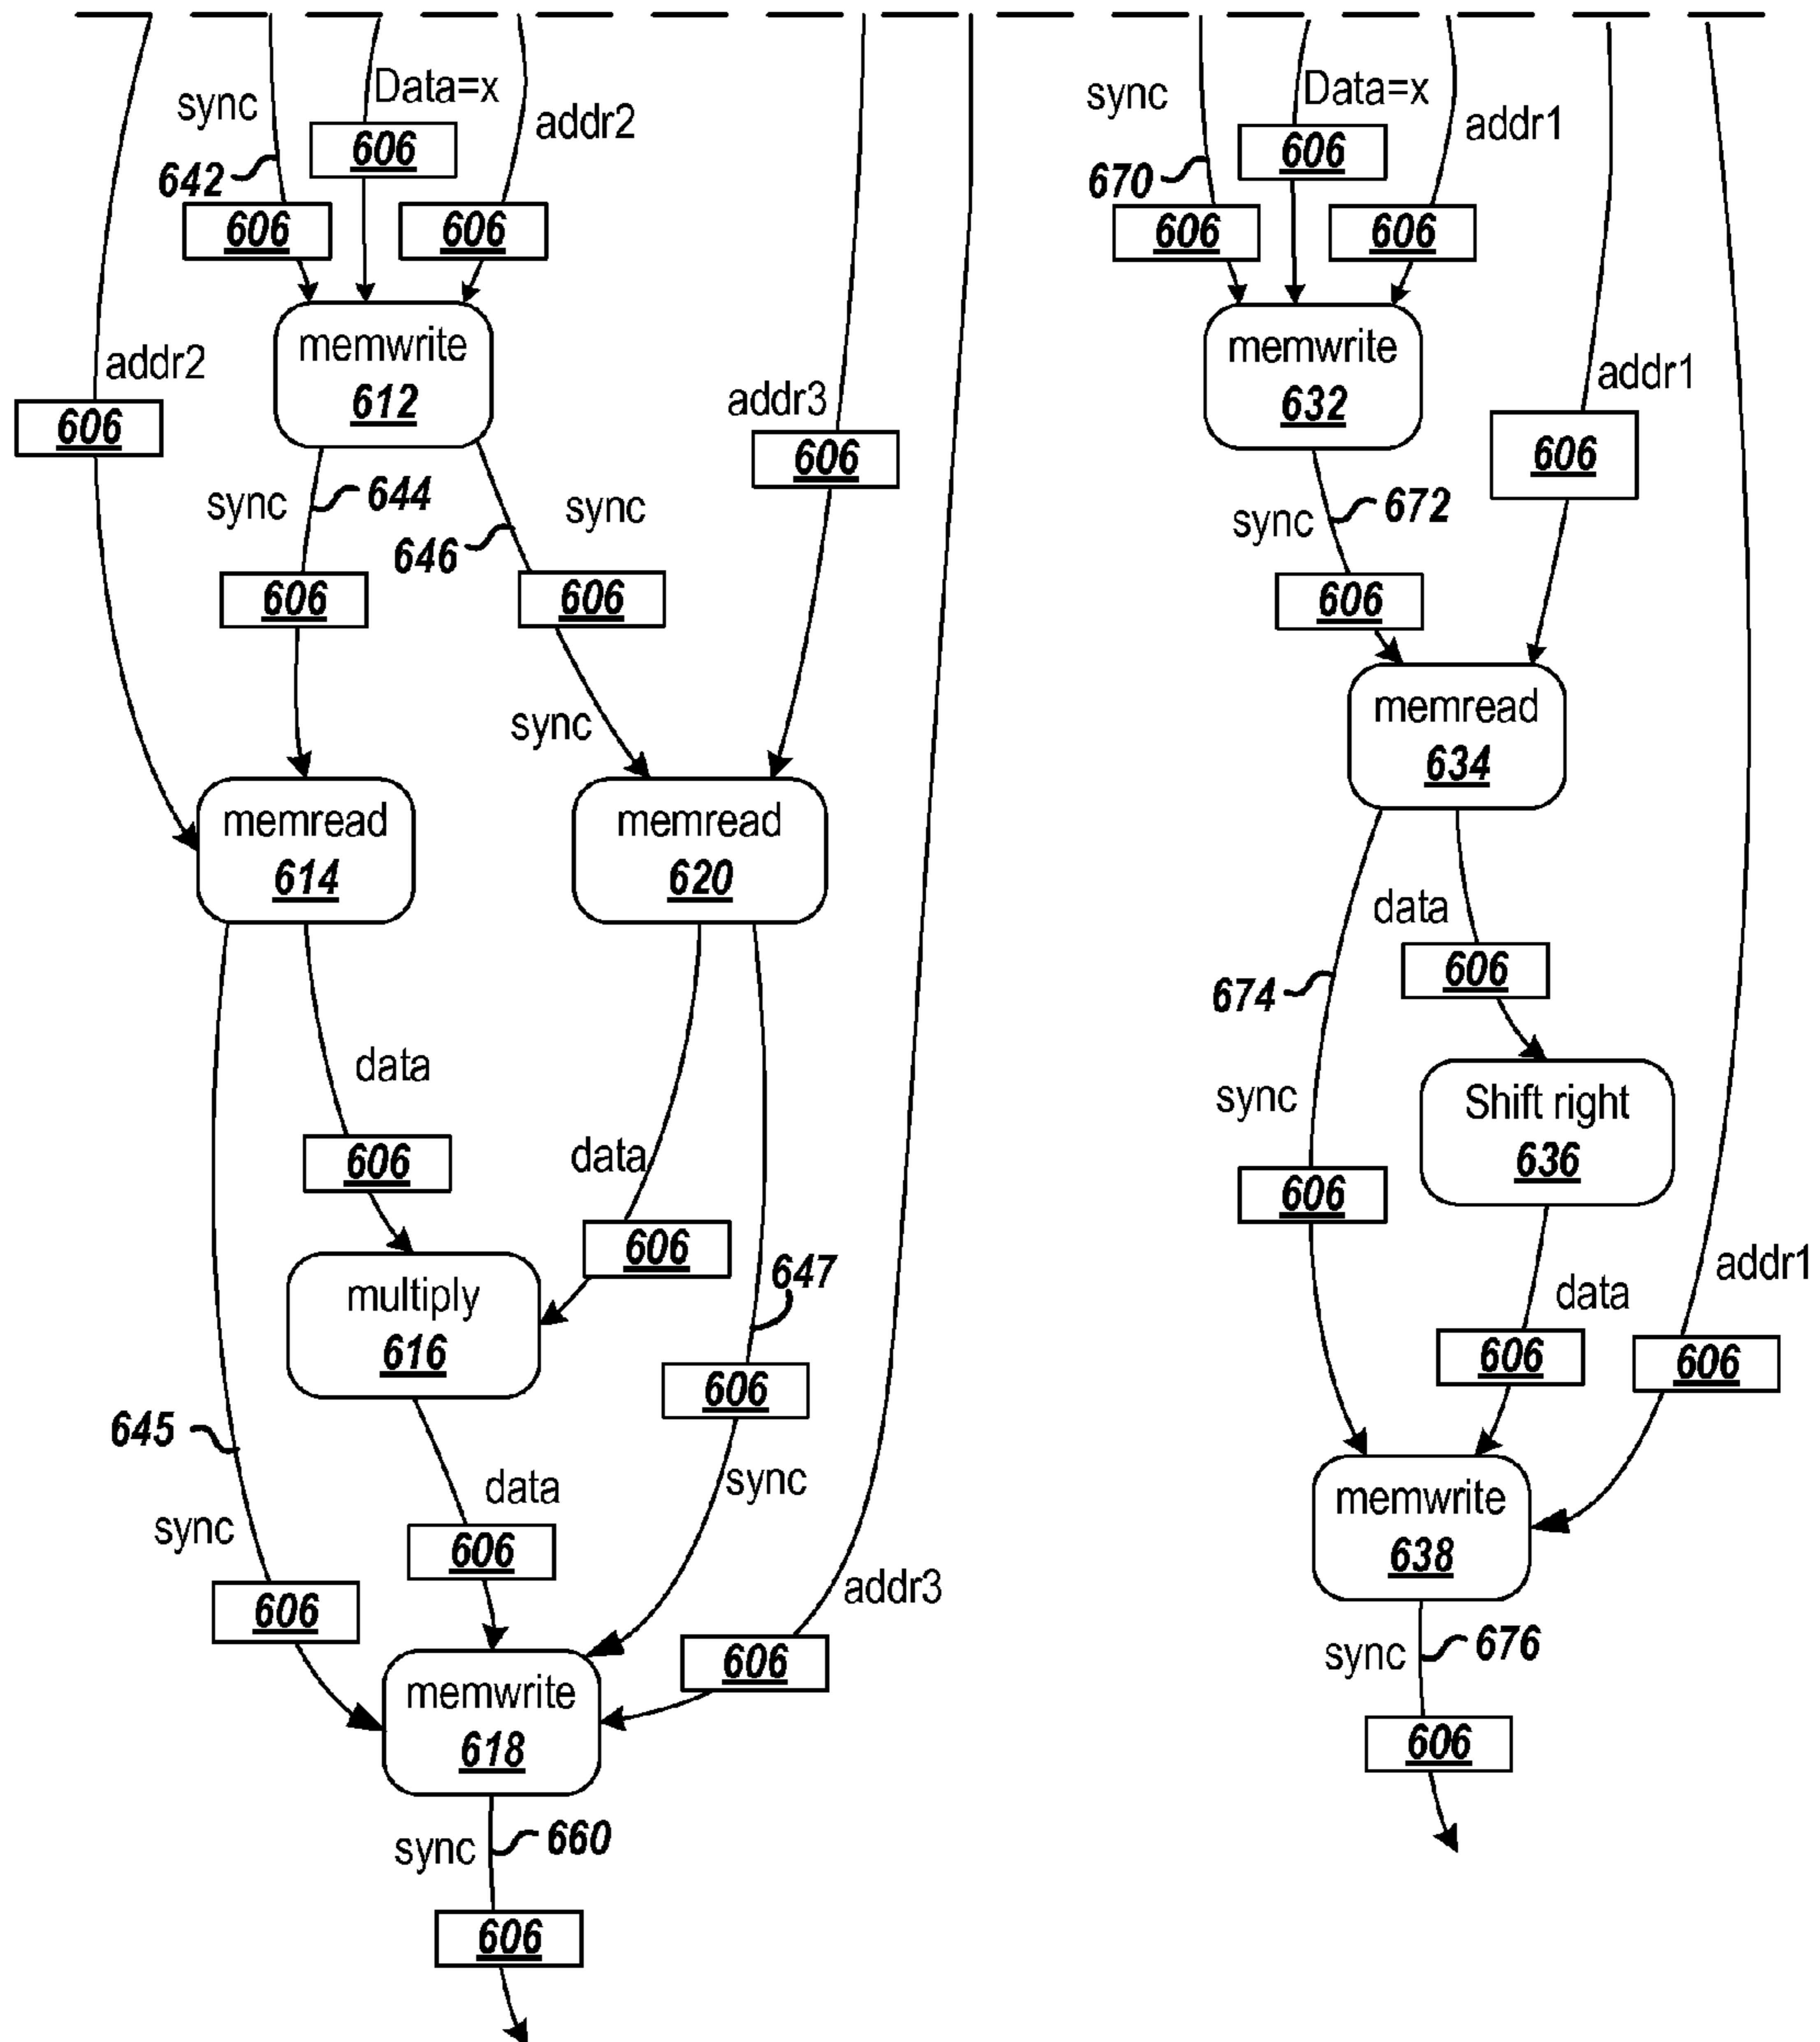 Data=x
Data=x
sync
addr2
sync
addr1
606
606
642
670
606
606
606
606
memwrite
612
memwrite
632
addr2
addr3
addr1
606
606
606
sync
644
sync
646
sync
672
606
606
606
sync
memread
634
memread
614
memread
620
data
606
674
data
sync
Shift right
636
606
data
606
606
647
multiply
616
addr1
data
606
606
606
645
sync
data
sync
memwrite
638
606
addr3
606
606
sync
676
memwrite
618
606
sync
660
606